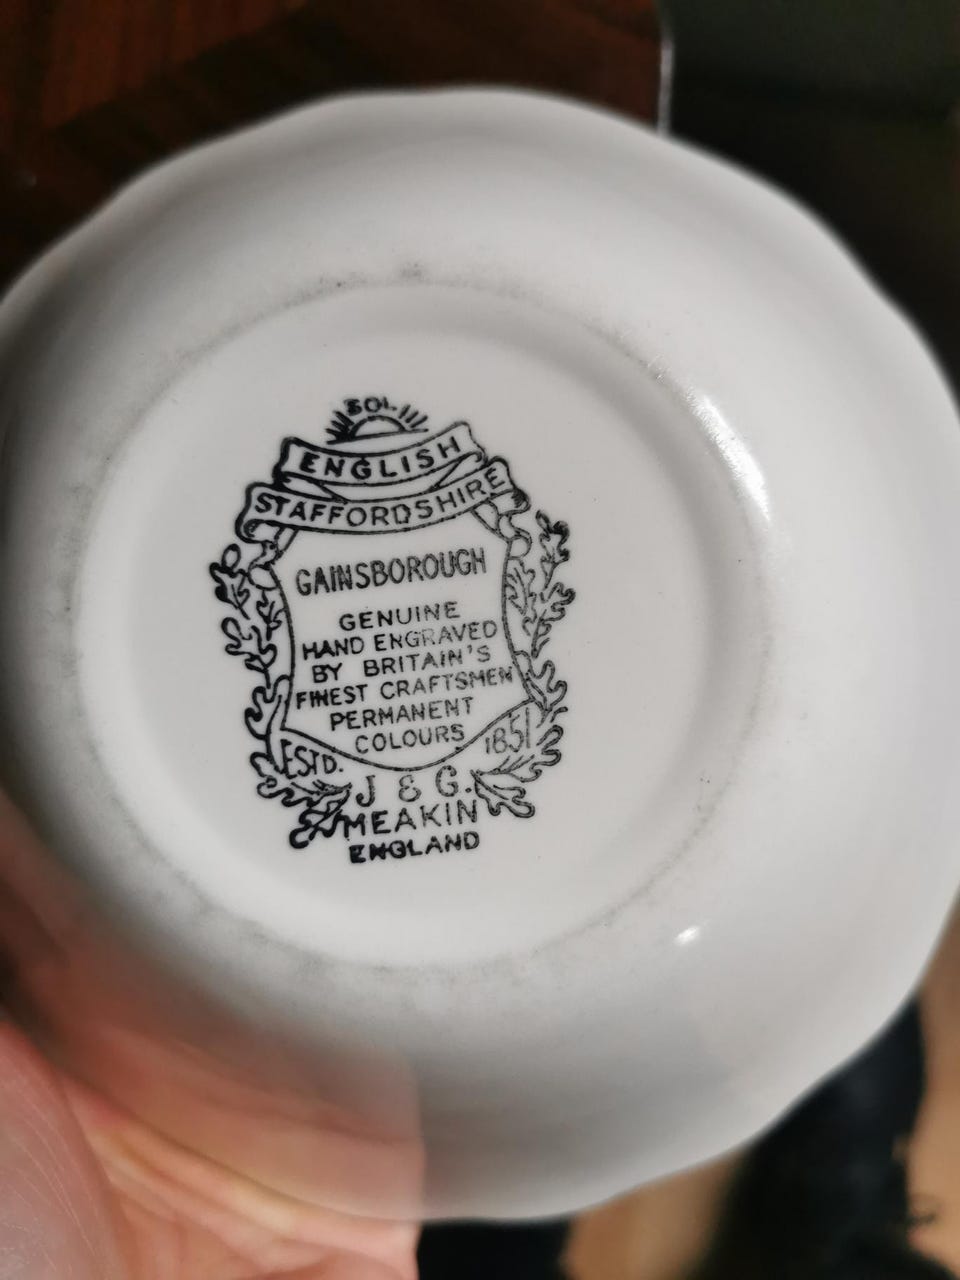 SOL
ENGLISH
STAFFORDSHIRE
GAINSBOROUGH
GENUINE
HAND ENGRAVED
BY BRITAIN'S
FINEST CRAFTSMEN
PERMANENT
COLOURS
ESTD. 1851
J & G.
MEAKIN
ENGLAND